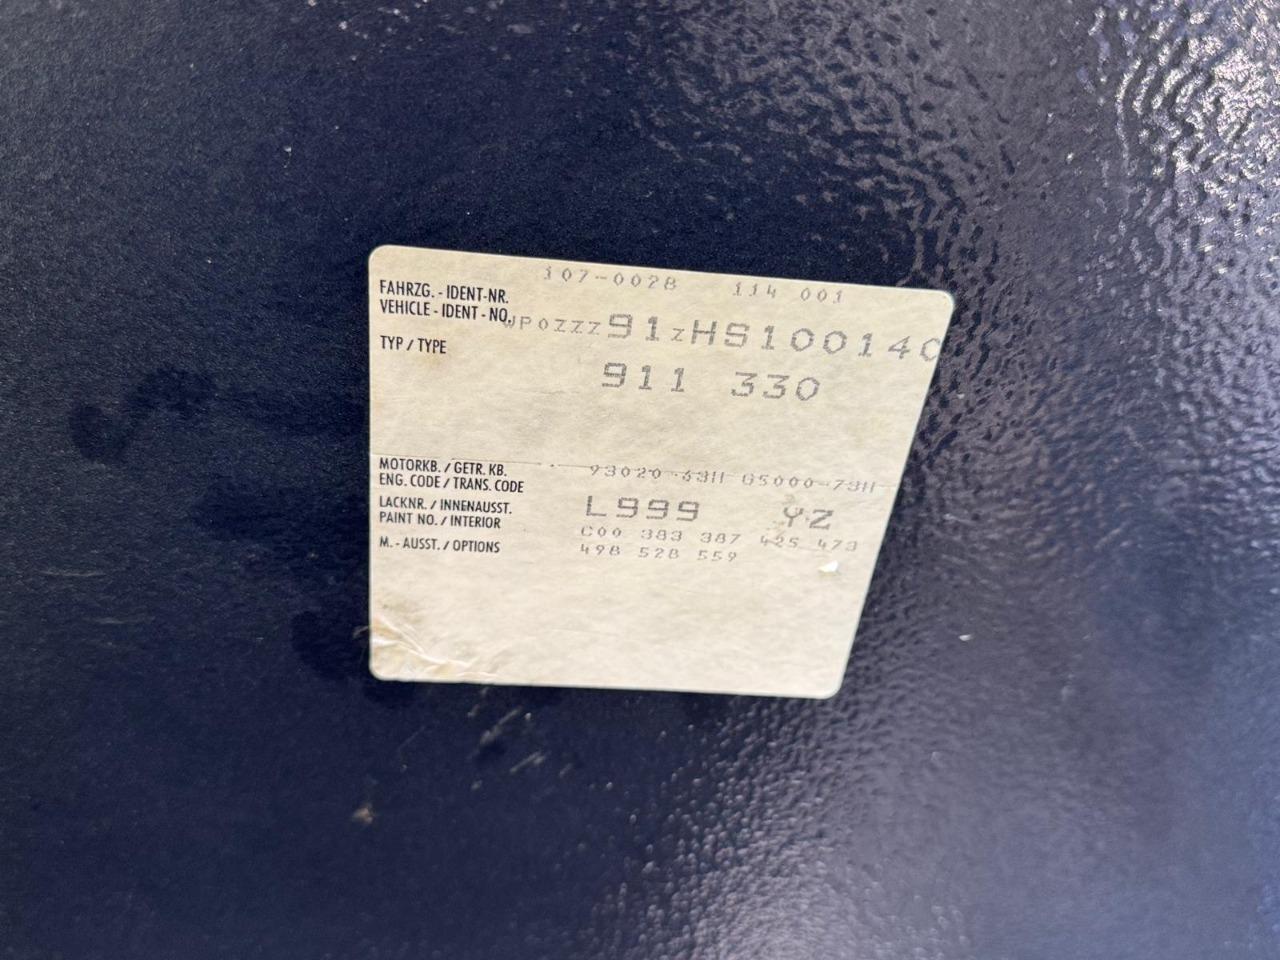 107-0028 114 001
FAHRZG. - IDENT-NR.
VEHICLE - IDENT - NO. WP0ZZZ91ZHS100140
TYP / TYPE 911 330
MOTORKB. / GETR. KB. 93020-63H G5000-73H
ENG. CODE / TRANS. CODE
LACKNR. / INNENAUSST. L999 YZ
PAINT NO. / INTERIOR C00 383 387 425 473
M. - AUSST. / OPTIONS 498 528 559